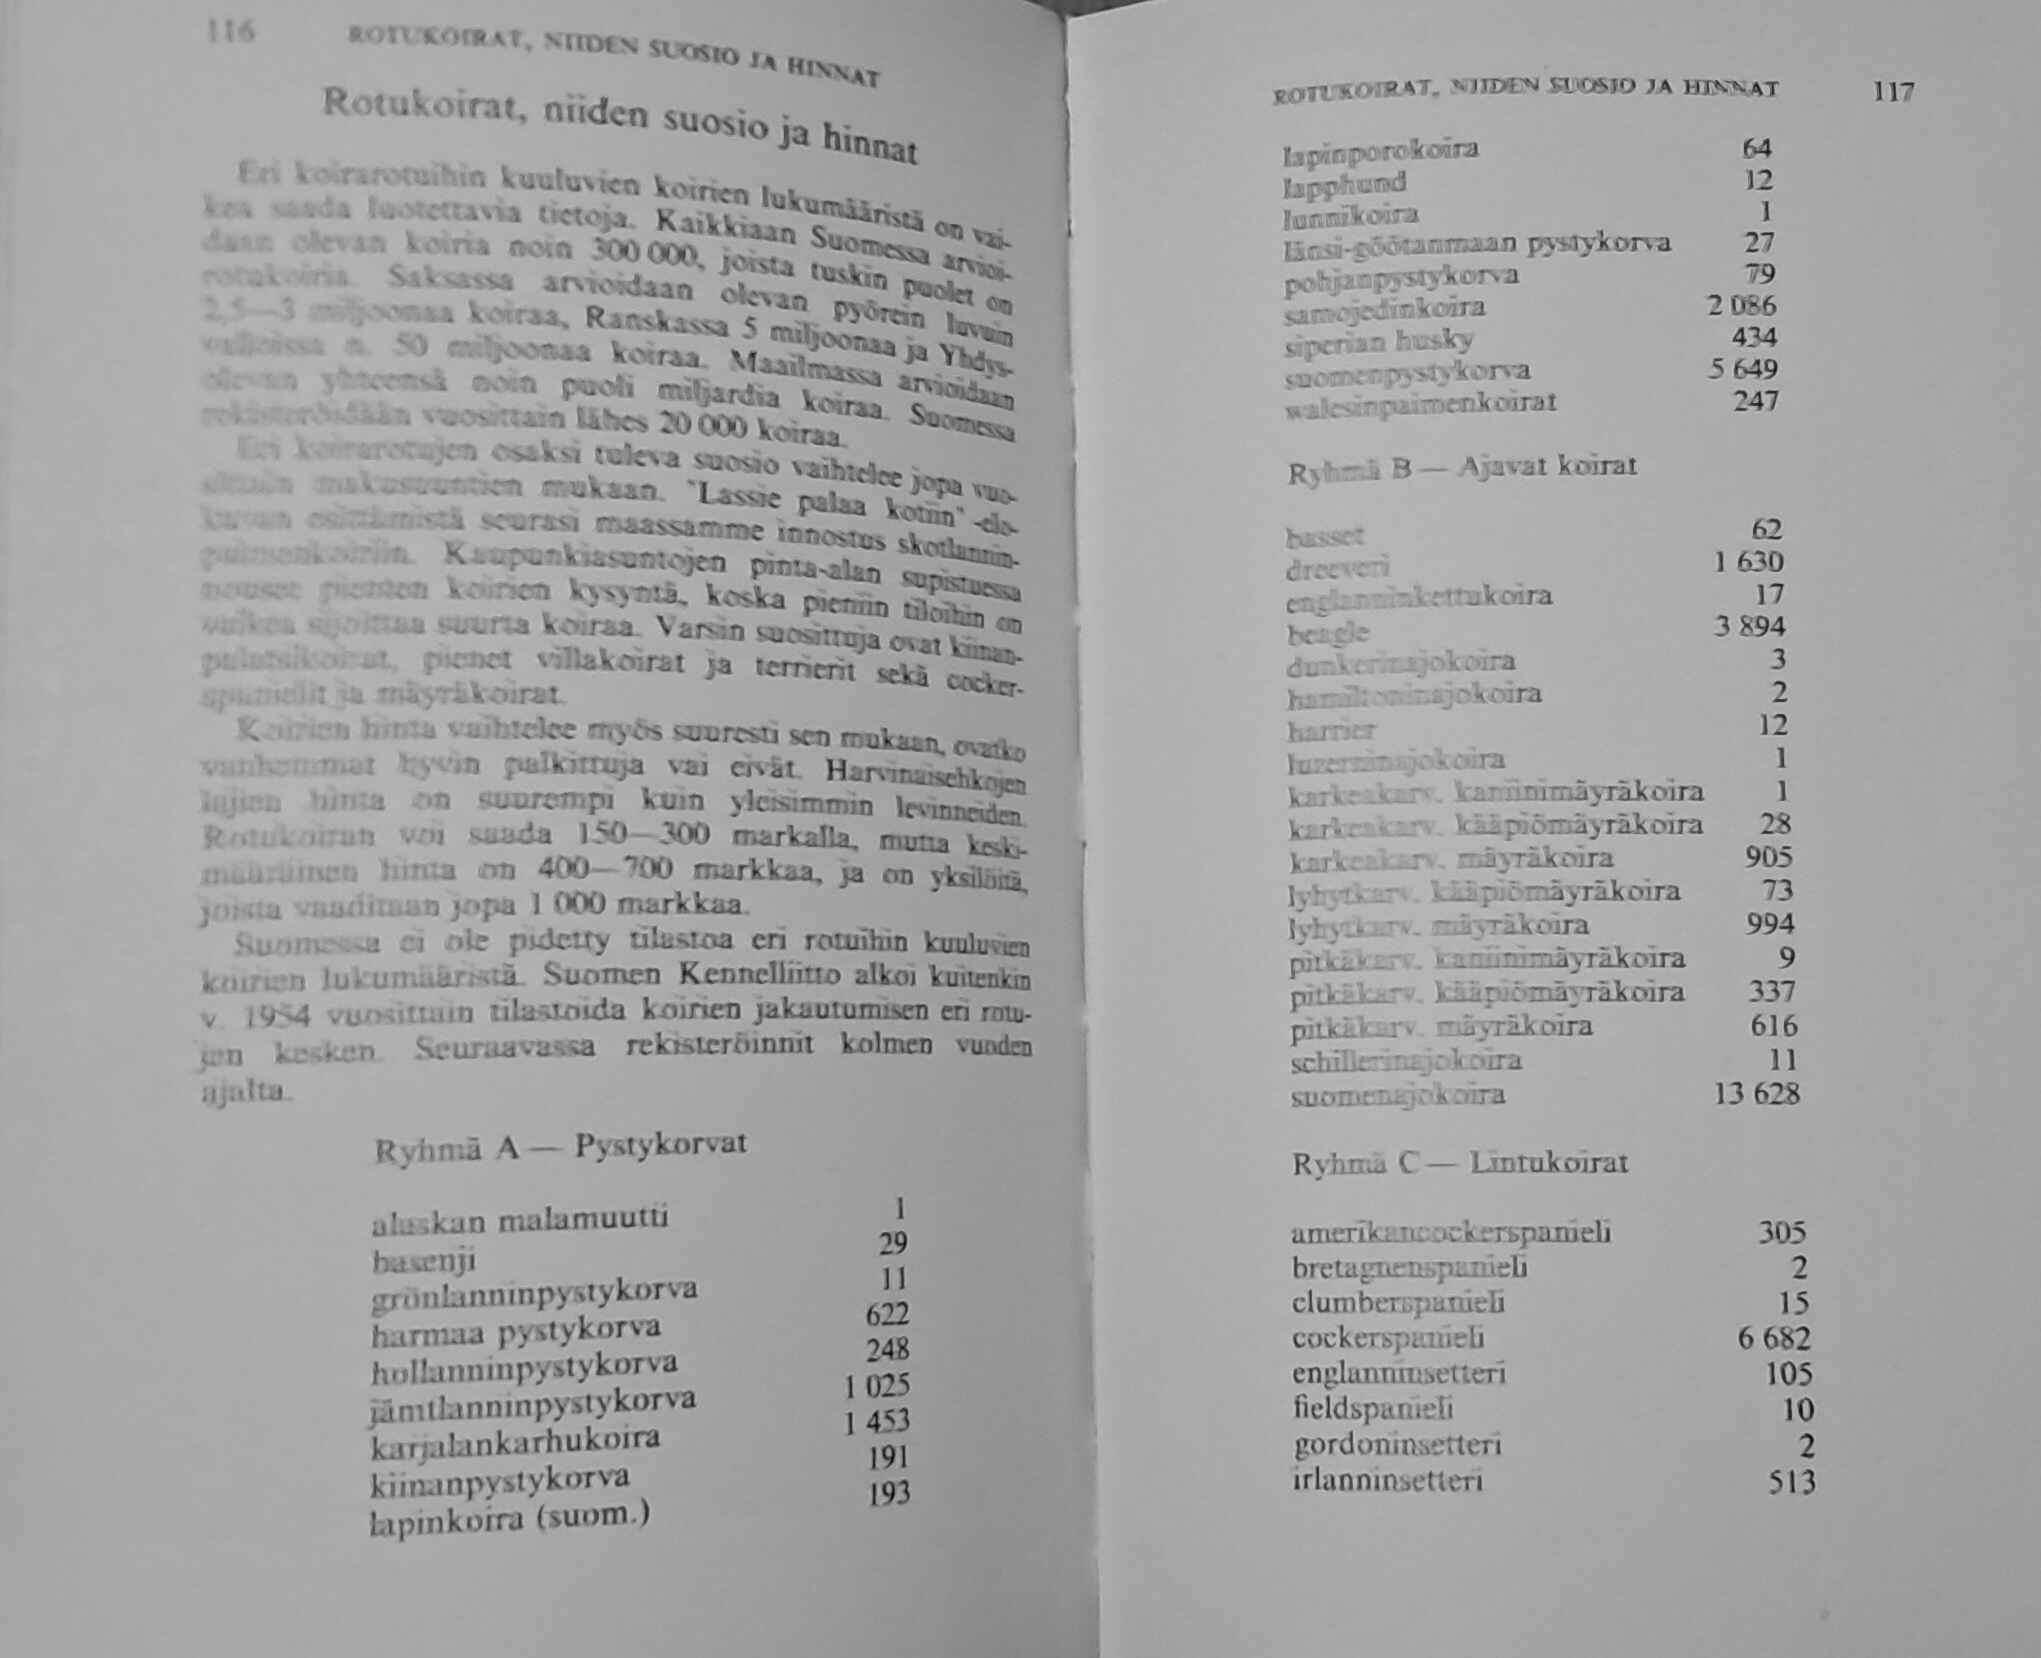 116 ROTUKOIRAT, NIIDEN SUOSIO JA HINNAT
Rotukoirat, niiden suosio ja hinnat
Eri koirarotuihin kuuluvien koirien lukumääristä on vai-
kea saada luotettavia tietoja. Kaikkiaan Suomessa arvioi-
daan olevan koiria noin 300 000, joista tuskin puolet on
rotukoiria. Saksassa arvioidaan olevan pyörein luvuin
2,5—3 miljoonaa koiraa, Ranskassa 5 miljoonaa ja Yhdys-
valloissa n. 50 miljoonaa koiraa. Maailmassa arvioidaan
olevan yhteensä noin puoli miljardia koiraa. Suomessa
rekisteröidään vuosittain lähes 20 000 koiraa.
Eri koirarotujen osaksi tuleva suosio vaihtelee jopa vuo-
sittain makusuuntien mukaan. "Lassie palaa kotiin" -elo-
kuvan esittämistä seurasi maassamme innostus skotlannin-
paimenkoiriin. Kaupunkiasuntojen pinta-alan supistuessa
nousee pienten koirien kysyntä, koska pieniin tiloihin on
vaikea sijoittaa suurta koiraa. Varsin suosittuja ovat kiinan-
palatsikoirat, pienet villakoirat ja terrierit sekä cocker-
spanielit ja mäyräkoirat.
Koirien hinta vaihtelee myös suuresti sen mukaan, ovatko
vanhemmat hyvin palkittuja vai eivät. Harvinaisehkojen
lajien hinta on suurempi kuin yleisimmin levinneiden.
Rotukoiran voi saada 150—300 markalla, mutta keski-
määräinen hinta on 400—700 markkaa, ja on yksilöitä,
joista vaaditaan jopa 1 000 markkaa.
Suomessa ei ole pidetty tilastoa eri rotuihin kuuluvien
koirien lukumääristä. Suomen Kennelliitto alkoi kuitenkin
v. 1954 vuosittain tilastoida koirien jakautumisen eri rotu-
jen kesken. Seuraavassa rekisteröinnit kolmen vuoden
ajalta.
Ryhmä A — Pystykorvat
alaskan malamuutti 1
basenji 29
grönlanninpystykorva 11
harmaa pystykorva 622
hollanninpystykorva 248
jämtlanninpystykorva 1 025
karjalankarhukoira 1 453
kiinanpystykorva 191
lapinkoira (suom.) 193
ROTUKOIRAT, NIIDEN SUOSIO JA HINNAT 117
lapinporokoira 64
lapphund 12
lunnikoira 1
länsi-göötanmaan pystykorva 27
pohjanpystykorva 79
samojedinkoira 2 086
siperian husky 434
suomenpystykorva 5 649
walesinpaimenkoirat 247
Ryhmä B — Ajavat koirat
basset 62
dreeveri 1 630
englanninkettukoira 17
beagle 3 894
dunkerinajokoira 3
hamiltoninajokoira 2
harrier 12
luzerninajokoira 1
karkeakarv. kaniinimäyräkoira 1
karkeakarv. kääpiömäyräkoira 28
karkeakarv. mäyräkoira 905
lyhytkarv. kääpiömäyräkoira 73
lyhytkarv. mäyräkoira 994
pitkäkarv. kaniinimäyräkoira 9
pitkäkarv. kääpiömäyräkoira 337
pitkäkarv. mäyräkoira 616
schillerinajokoira 11
suomenajokoira 13 628
Ryhmä C — Lintukoirat
amerikancockerspanieli 305
bretagnenspanieli 2
clumberspanieli 15
cockerspanieli 6 682
englanninsetteri 105
fieldspanieli 10
gordoninsetteri 2
irlanninsetteri 513